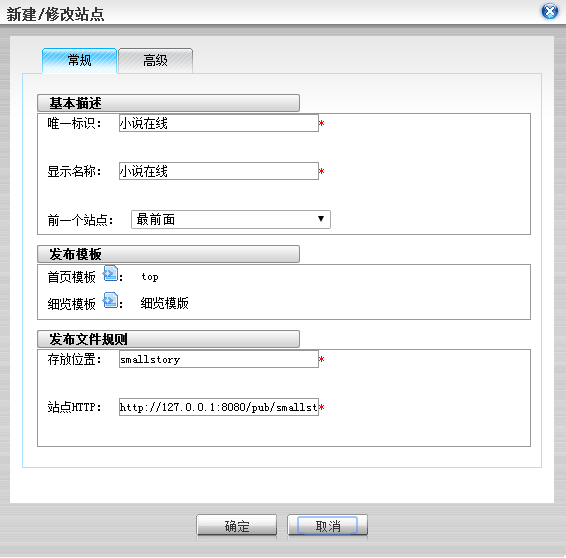 新建/修改站点
常规 高级
基本描述
唯一标识： 小说在线*
显示名称： 小说在线*
前一个站点： 最前面
发布模板
首页模板 ： top
细览模板 ： 细览模版
发布文件规则
存放位置： smallstory*
站点HTTP： http://127.0.0.1:8080/pub/smallst*
确定 取消